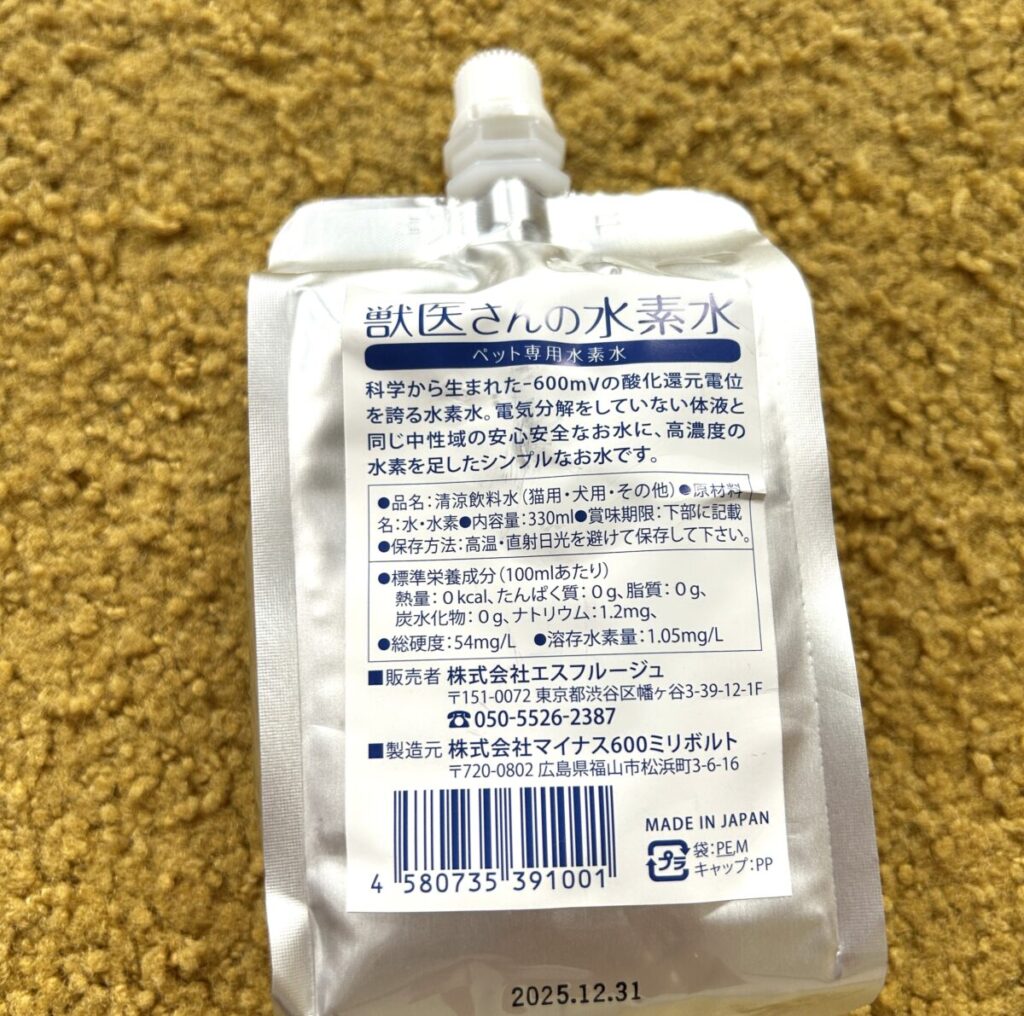 獣医さんの水素水
ペット専用水素水
科学から生まれた-600mVの酸化還元電位
を誇る水素水。電気分解をしていない体液と
同じ中性域の安心安全なお水に、高濃度の
水素を足したシンプルなお水です。
●品名:清涼飲料水(猫用・犬用・その他)●原材料
名:水・水素●内容量:330ml●賞味期限:下部に記載
●保存方法:高温・直射日光を避けて保存して下さい。
●標準栄養成分(100mlあたり)
熱量:0kcal、たんぱく質:0g、脂質:0g、
炭水化物:0g、ナトリウム:1.2mg、
●総硬度:54mg/L ●溶存水素量:1.05mg/L
■販売者 株式会社エスフルージュ
〒151-0072 東京都渋谷区幡ヶ谷3-39-12-1F
☎050-5526-2387
■製造元 株式会社マイナス600ミリボルト
〒720-0802 広島県福山市松浜町3-6-16
MADE IN JAPAN
プラ 袋:PE,M
キャップ:PP
4 580735 391001
2025.12.31